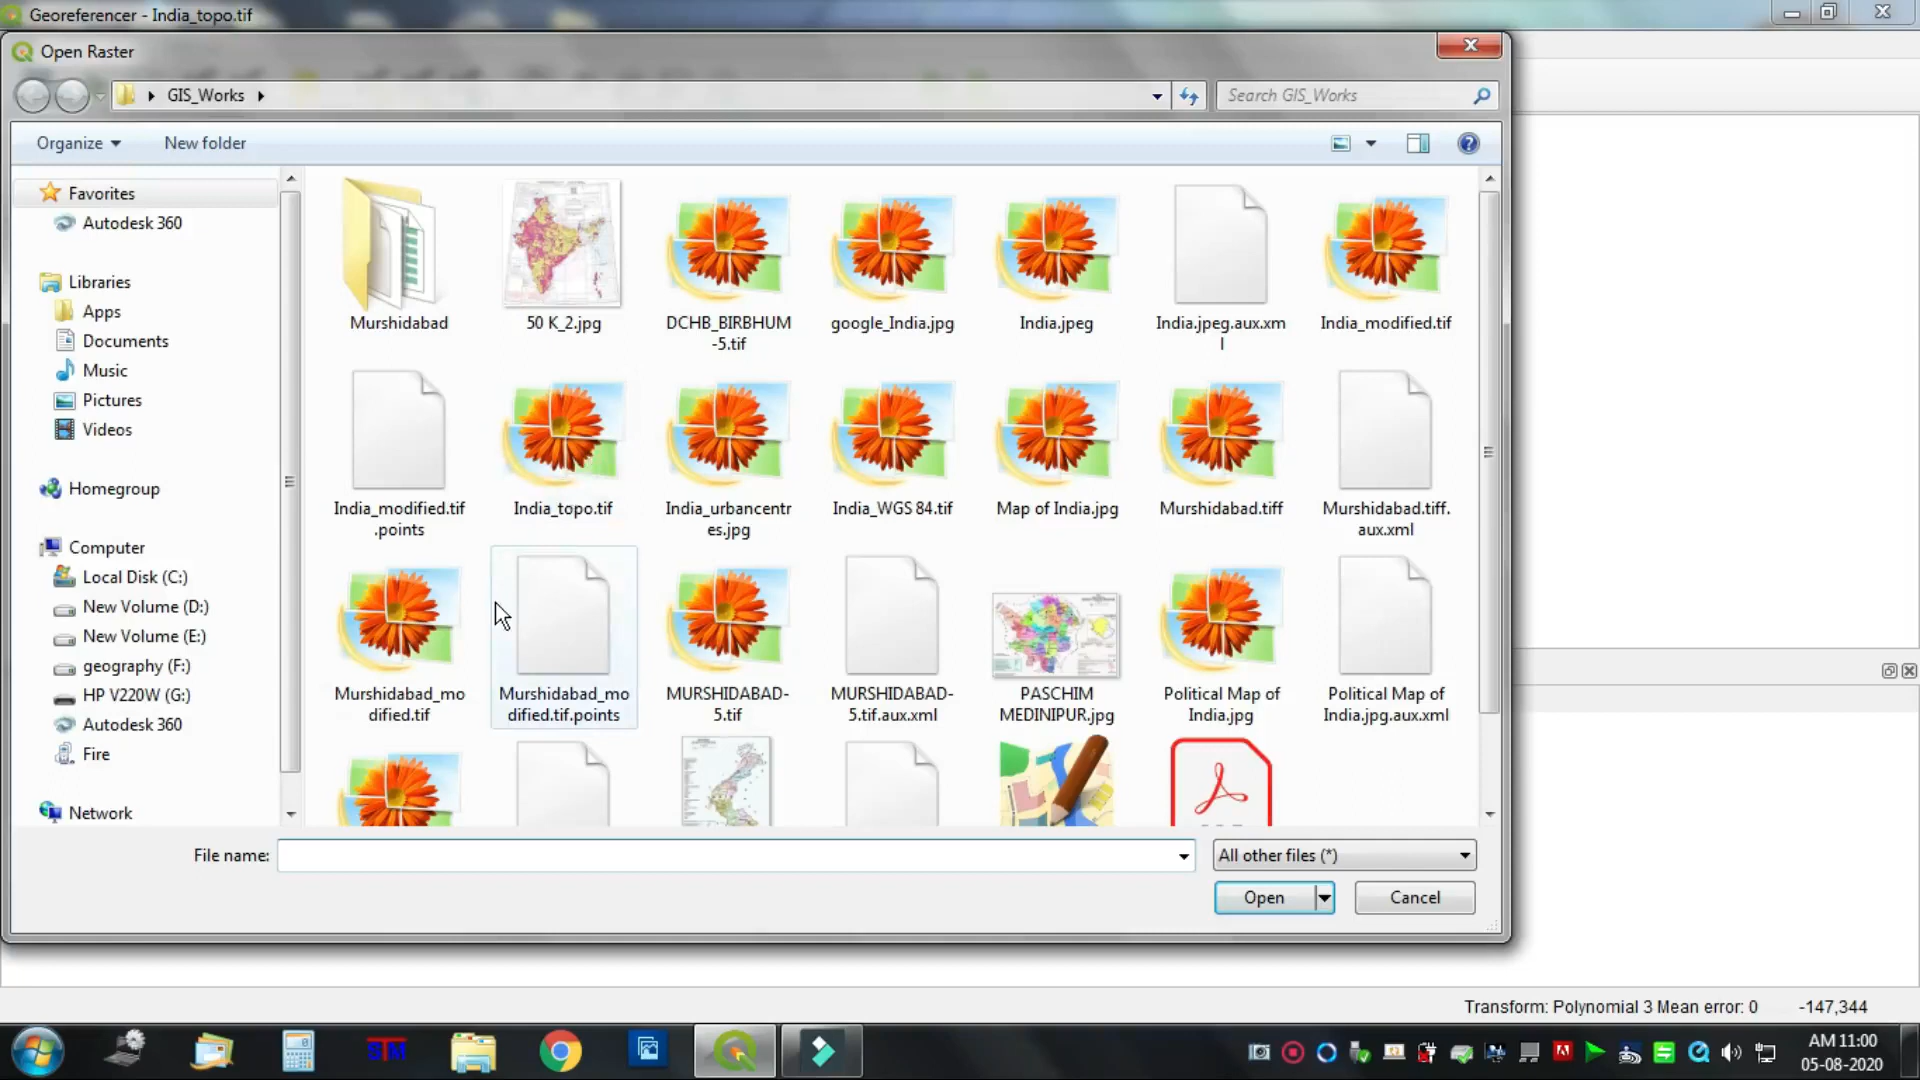 Georeferencer - India_topo.tif
Open Raster
GIS_Works
Search GIS_Works
Organize
New folder
Favorites
Autodesk 360
Libraries
Apps
Documents
Music
Pictures
Videos
Homegroup
Computer
Local Disk (C:)
New Volume (D:)
New Volume (E:)
geography (F:)
HP V220W (G:)
Autodesk 360
Fire
Network
Murshidabad
50 K_2.jpg
DCHB_BIRBHUM
-5.tif
google_India.jpg
India.jpeg
India.jpeg.aux.xm
l
India_modified.tif
India_modified.tif
.points
India_topo.tif
India_urbancentr
es.jpg
India_WGS 84.tif
Map of India.jpg
Murshidabad.tiff
Murshidabad.tiff.
aux.xml
Murshidabad_mo
dified.tif
Murshidabad_mo
dified.tif.points
MURSHIDABAD-
5.tif
MURSHIDABAD-
5.tif.aux.xml
PASCHIM
MEDINIPUR.jpg
Political Map of
India.jpg
Political Map of
India.jpg.aux.xml
File name:
All other files (*)
Open
Cancel
Transform: Polynomial 3 Mean error: 0
-147,344
STM
AM 11:00
05-08-2020